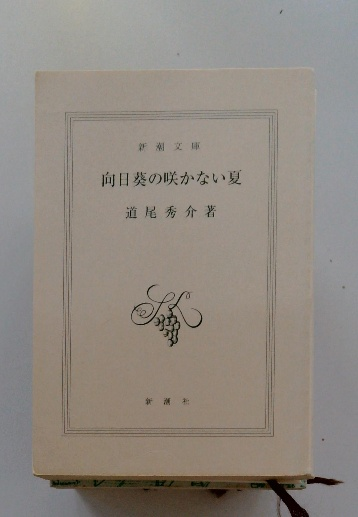 新潮文庫
向日葵の咲かない夏
道尾秀介著
新潮社